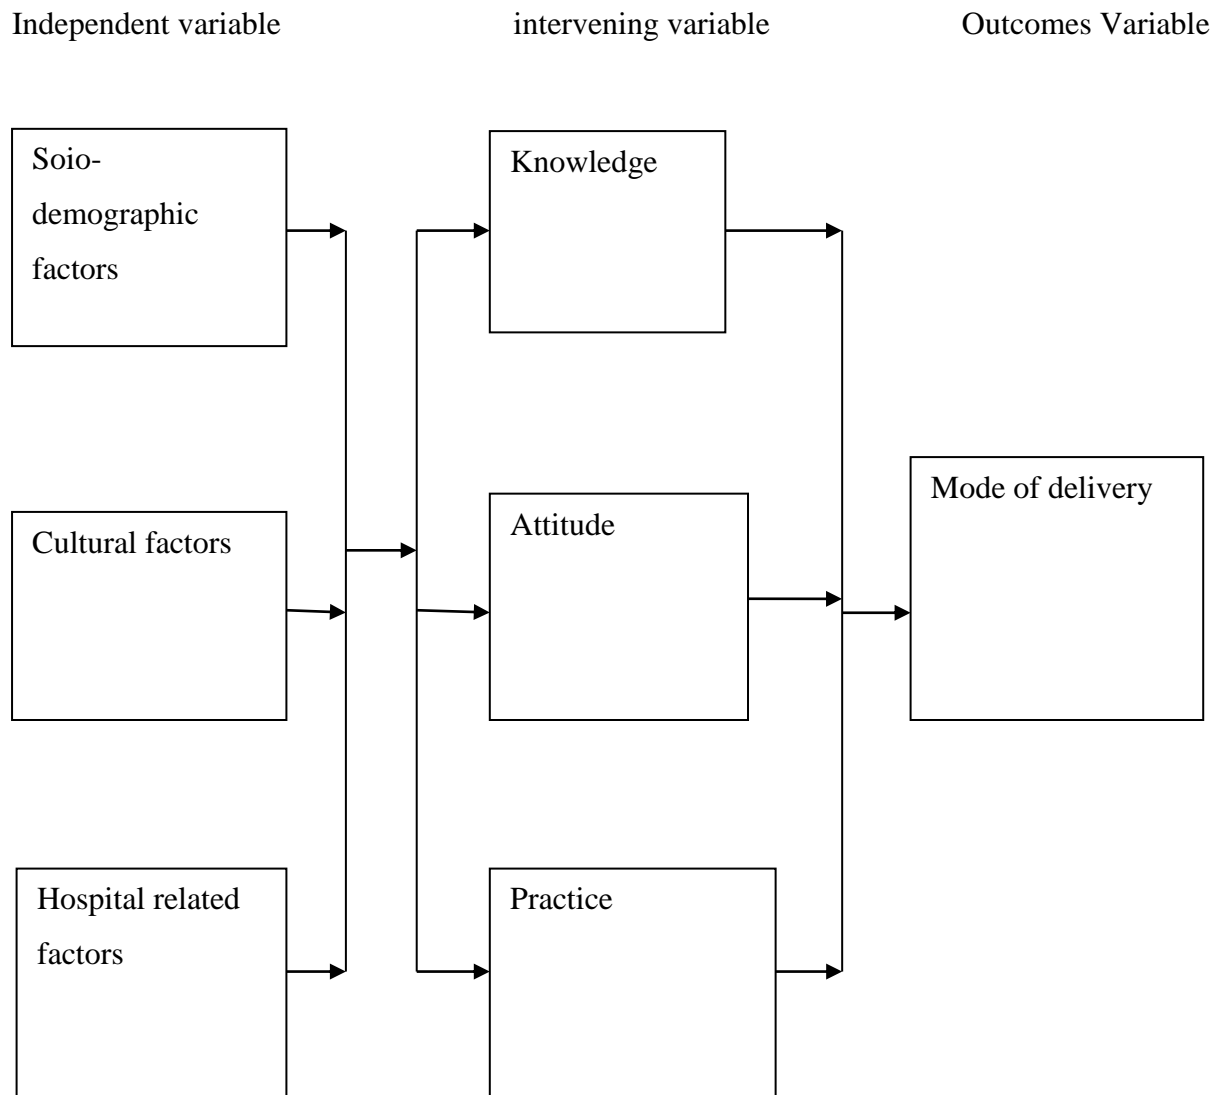 Independent variable
intervening variable
Outcomes Variable
Soio-
demographic
factors
Knowledge
Cultural factors
Attitude
Mode of delivery
Hospital related
factors
Practice